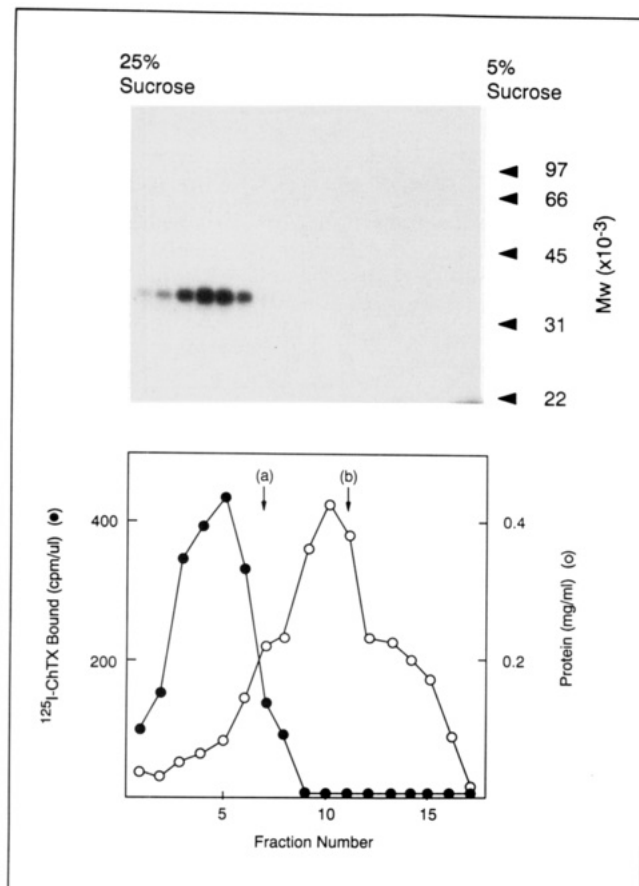 25%
Sucrose
5%
Sucrose
97
66
45
31
22
Mw (x10⁻³)
(a)
(b)
400
200
0.4
0.2
¹²⁵I-ChTX Bound (cpm/ul) (●)
Protein (mg/ml) (o)
5
10
15
Fraction Number